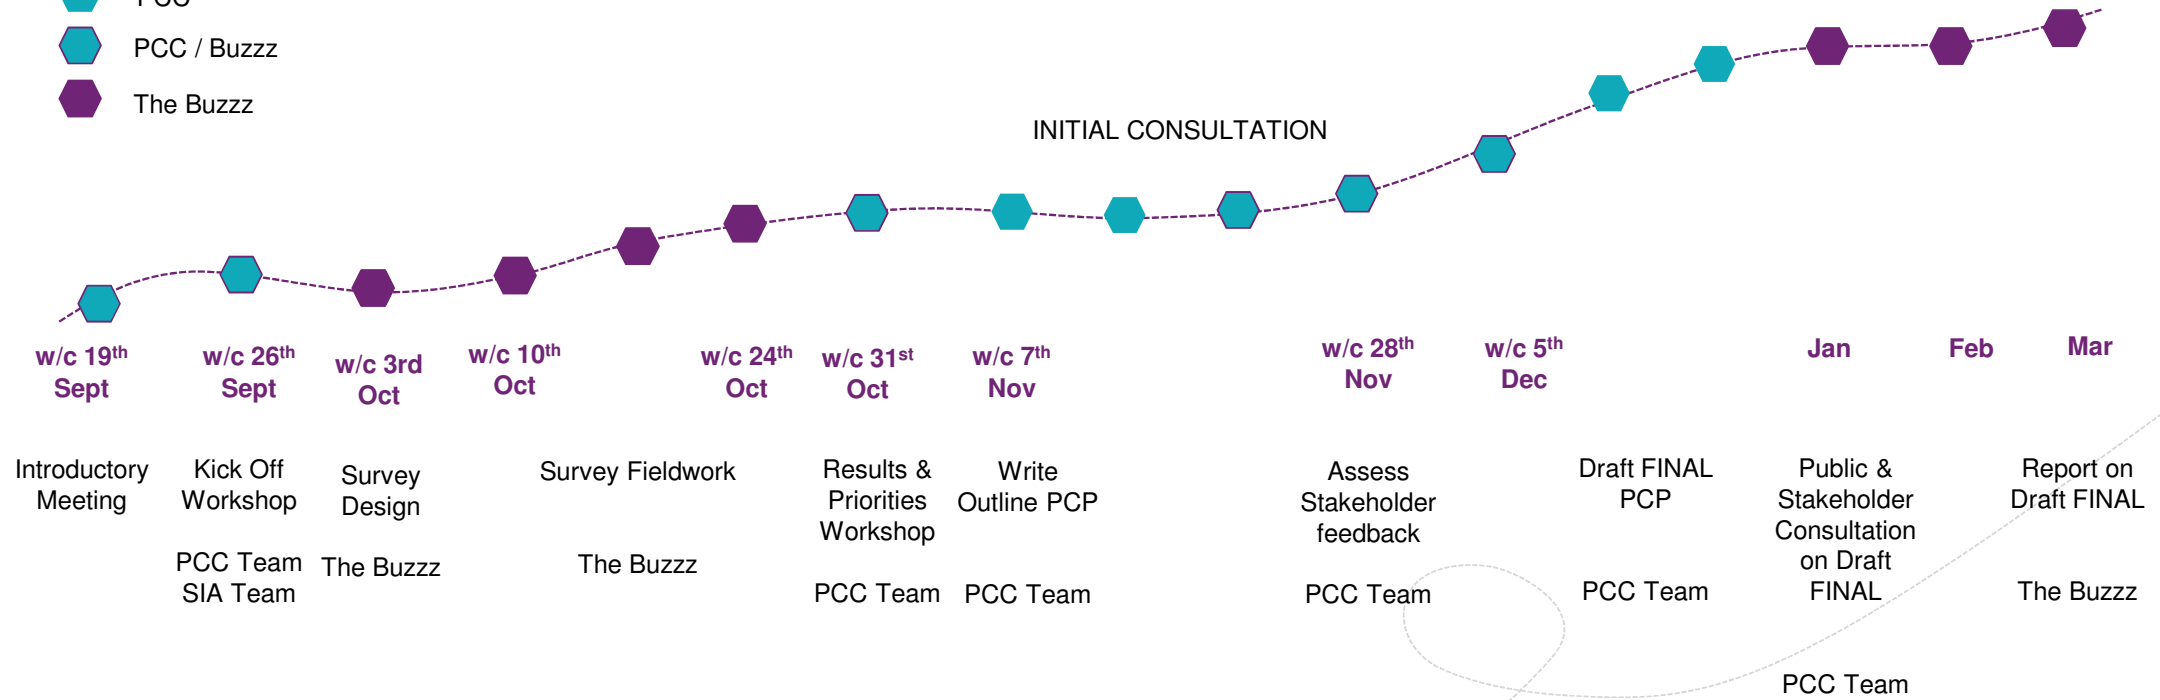 PCC
PCC / Buzzz
The Buzzz
INITIAL CONSULTATION
w/c 19th
Sept
w/c 26th
Sept
w/c 3rd
Oct
w/c 10th
Oct
w/c 24th
Oct
w/c 31st
Oct
w/c 7th
Nov
w/c 28th
Nov
w/c 5th
Dec
Jan
Feb
Mar
Introductory
Meeting
Kick Off
Workshop
PCC Team
SIA Team
Survey
Design
The Buzzz
Survey Fieldwork
The Buzzz
Results &
Priorities
Workshop
PCC Team
Write
Outline PCP
PCC Team
Assess
Stakeholder
feedback
PCC Team
Draft FINAL
PCP
PCC Team
Public &
Stakeholder
Consultation
on Draft
FINAL
PCC Team
Report on
Draft FINAL
The Buzzz